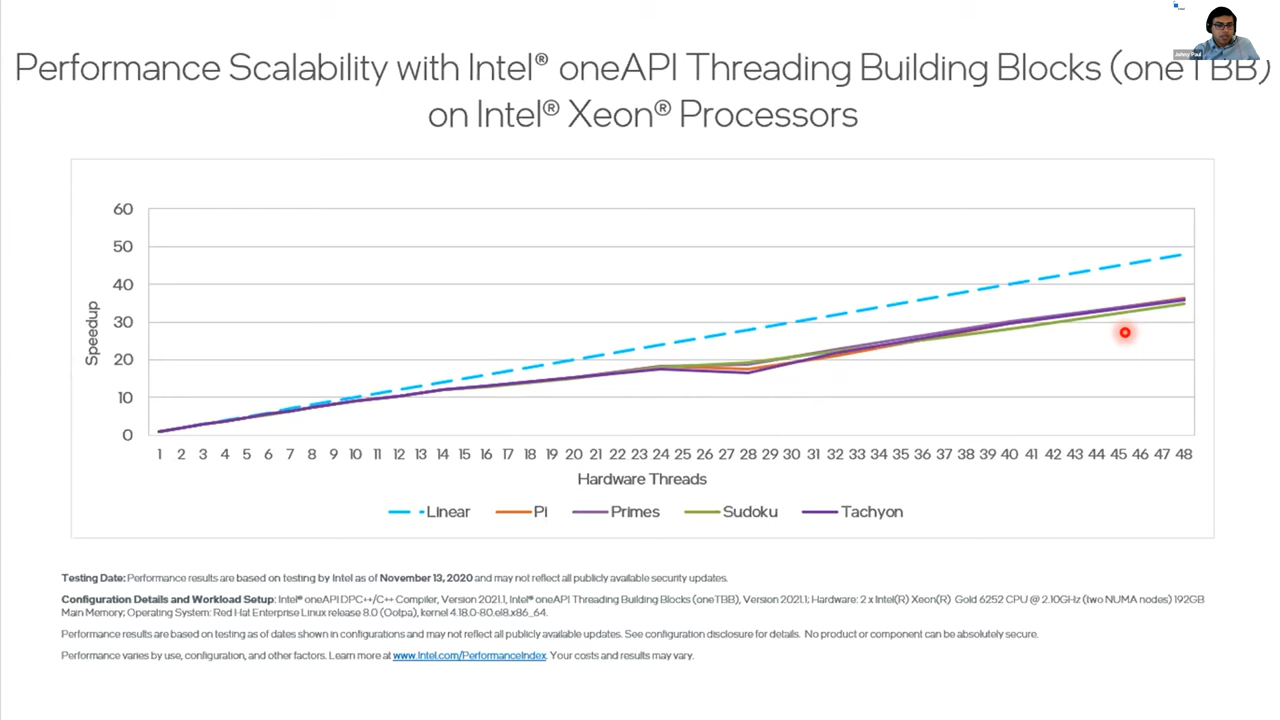 Johny Paul
Performance Scalability with Intel® oneAPI Threading Building Blocks (oneTBB)
on Intel® Xeon® Processors
60
50
40
30
20
10
0
Speedup
1 2 3 4 5 6 7 8 9 10 11 12 13 14 15 16 17 18 19 20 21 22 23 24 25 26 27 28 29 30 31 32 33 34 35 36 37 38 39 40 41 42 43 44 45 46 47 48
Hardware Threads
Linear Pi Primes Sudoku Tachyon
Testing Date: Performance results are based on testing by Intel as of November 13, 2020 and may not reflect all publicly available security updates.
Configuration Details and Workload Setup: Intel® oneAPI DPC++/C++ Compiler, Version 2021.1, Intel® oneAPI Threading Building Blocks (oneTBB), Version 2021.1; Hardware: 2 x Intel(R) Xeon(R) Gold 6252 CPU @ 2.10GHz (two NUMA nodes) 192GB
Main Memory; Operating System: Red Hat Enterprise Linux release 8.0 (Ootpa), kernel 4.18.0-80.el8.x86_64.
Performance results are based on testing as of dates shown in configurations and may not reflect all publicly available updates. See configuration disclosure for details. No product or component can be absolutely secure.
Performance varies by use, configuration, and other factors. Learn more at www.Intel.com/PerformanceIndex. Your costs and results may vary.